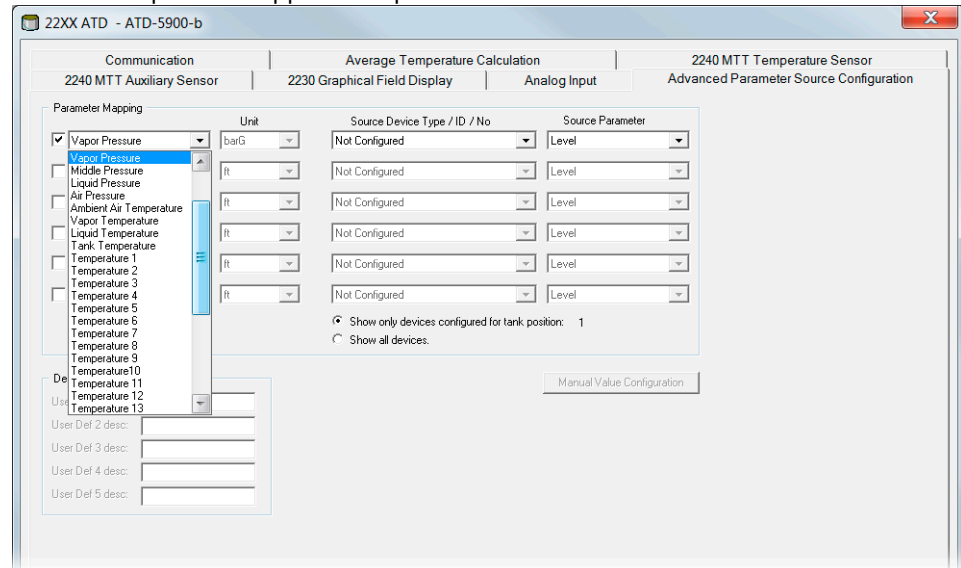 22XX ATD - ATD-5900-b
X
Communication Average Temperature Calculation 2240 MTT Temperature Sensor
2240 MTT Auxiliary Sensor 2230 Graphical Field Display Analog Input Advanced Parameter Source Configuration
Parameter Mapping
Unit Source Device Type / ID / No Source Parameter
Vapor Pressure barG Not Configured Level
Vapor Pressure
Middle Pressure ft Not Configured Level
Liquid Pressure
Air Pressure
Ambient Air Temperature ft Not Configured Level
Vapor Temperature
Liquid Temperature ft Not Configured Level
Tank Temperature
Temperature 1
Temperature 2 ft Not Configured Level
Temperature 3
Temperature 4 ft Not Configured Level
Temperature 5
Temperature 6 Show only devices configured for tank position: 1
Temperature 7
Temperature 8 Show all devices.
Temperature 9
Temperature10
Temperature 11 Manual Value Configuration
Temperature 12
Temperature 13
User Def 2 desc:
User Def 3 desc:
User Def 4 desc:
User Def 5 desc: